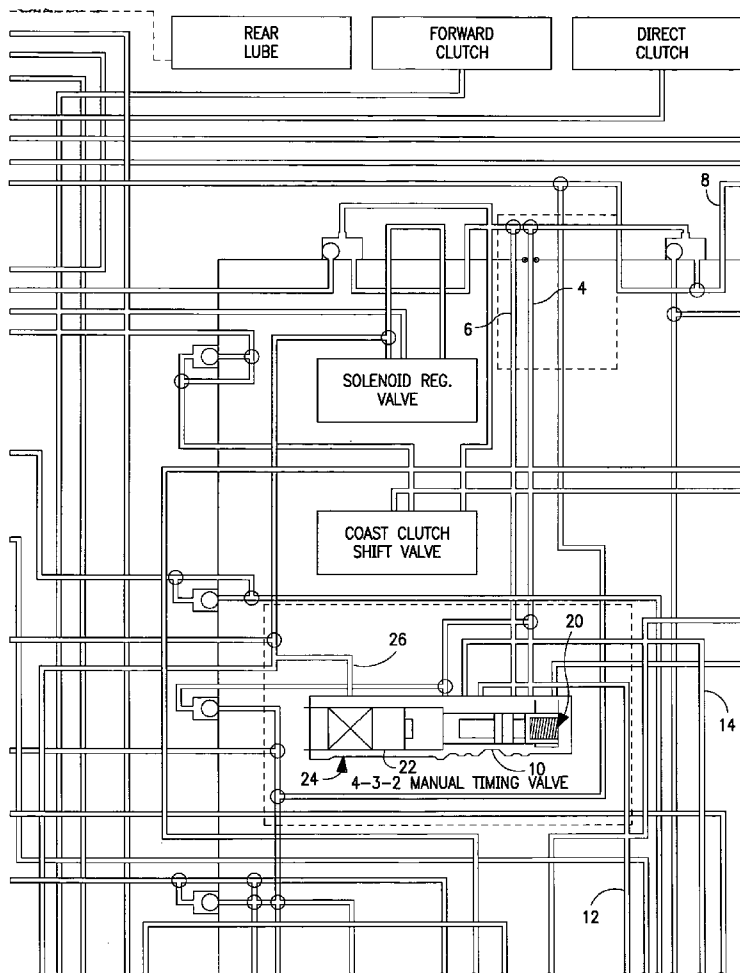 REAR
LUBE
FORWARD
CLUTCH
DIRECT
CLUTCH
8
4
6
SOLENOID REG.
VALVE
COAST CLUTCH
SHIFT VALVE
20
26
14
22
10
24
4-3-2 MANUAL TIMING VALVE
12